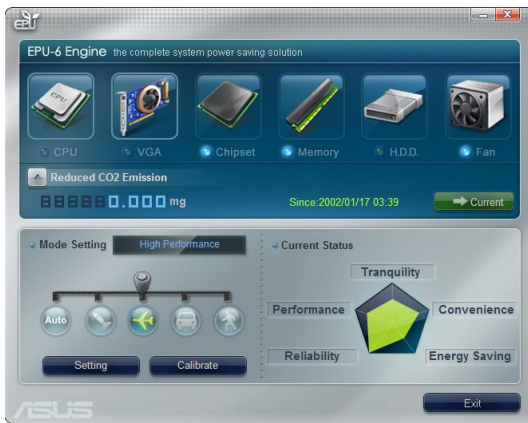 EPU
EPU-6 Engine the complete system power saving solution
CPU
CPU VGA Chipset Memory H.D.D. Fan
Reduced CO2 Emission
0.000 mg Since:2002/01/17 03:39 Current
Mode Setting High Performance
Current Status
Tranquility
Performance Convenience
Reliability Energy Saving
Auto
Setting Calibrate
Exit
ASUS